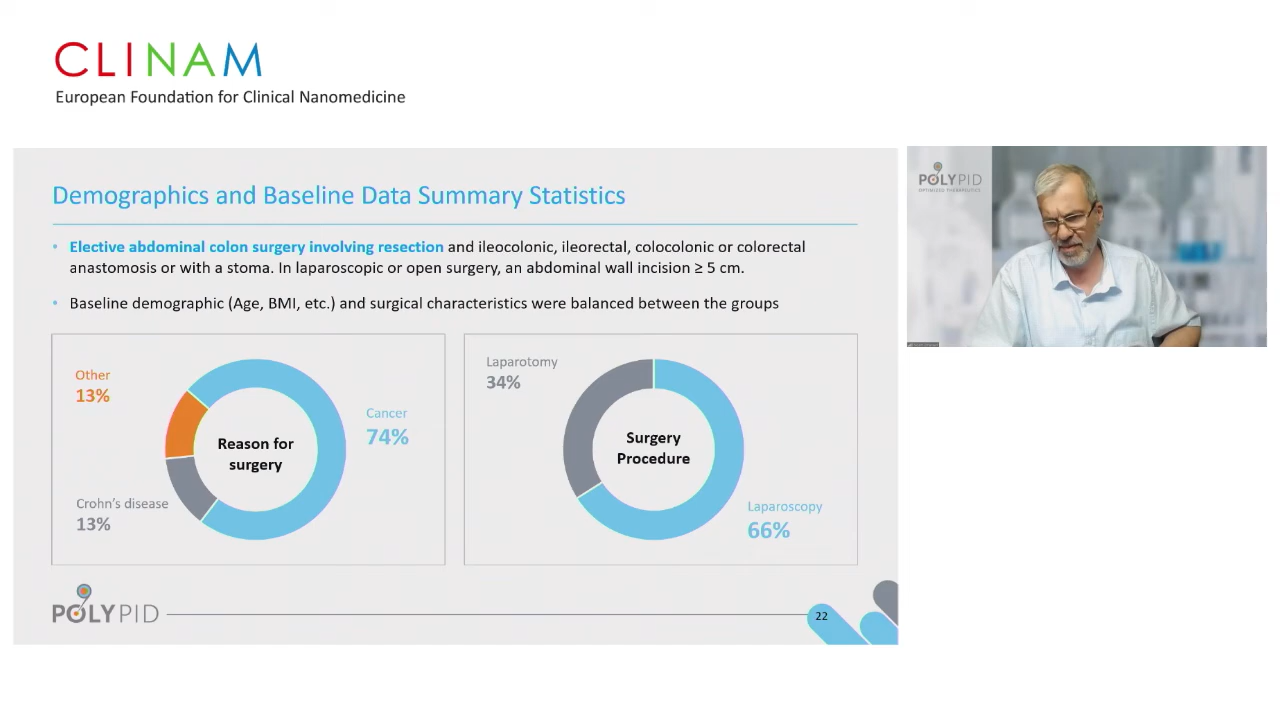 CLINAM
European Foundation for Clinical Nanomedicine
Demographics and Baseline Data Summary Statistics
• Elective abdominal colon surgery involving resection and ileocolonic, ileorectal, colocolonic or colorectal
anastomosis or with a stoma. In laparoscopic or open surgery, an abdominal wall incision ≥ 5 cm.
• Baseline demographic (Age, BMI, etc.) and surgical characteristics were balanced between the groups
Other
13%
Cancer
74%
Reason for
surgery
Crohn's disease
13%
Laparotomy
34%
Surgery
Procedure
Laparoscopy
66%
POLYPID
22
POLYPID
OPTIMIZED THERAPEUTICS